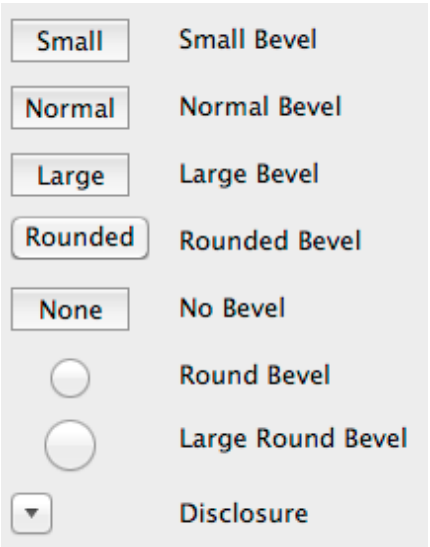 Small Small Bevel
Normal Normal Bevel
Large Large Bevel
Rounded Rounded Bevel
None No Bevel
Round Bevel
Large Round Bevel
Disclosure